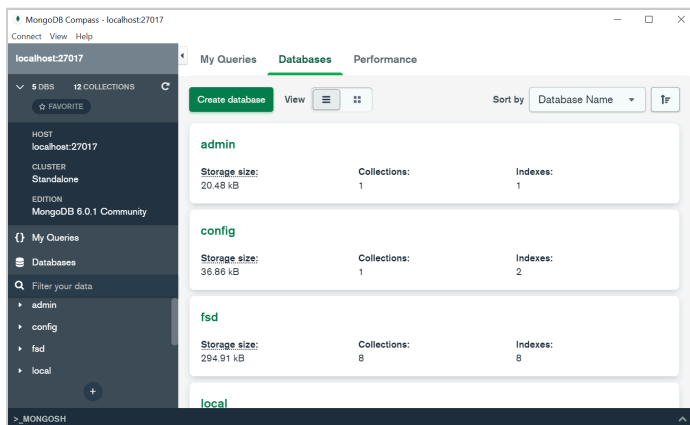 MongoDB Compass - localhost:27017
Connect View Help
localhost:27017
5 DBS 12 COLLECTIONS
FAVORITE
HOST
localhost:27017
CLUSTER
Standalone
EDITION
MongoDB 6.0.1 Community
{} My Queries
Databases
Filter your data
admin
config
fsd
local
+
>_MONGOSH
My Queries Databases Performance
Create database View Sort by Database Name
admin
Storage size: Collections: Indexes:
20.48 kB 1 1
config
Storage size: Collections: Indexes:
36.86 kB 1 2
fsd
Storage size: Collections: Indexes:
294.91 kB 8 8
local